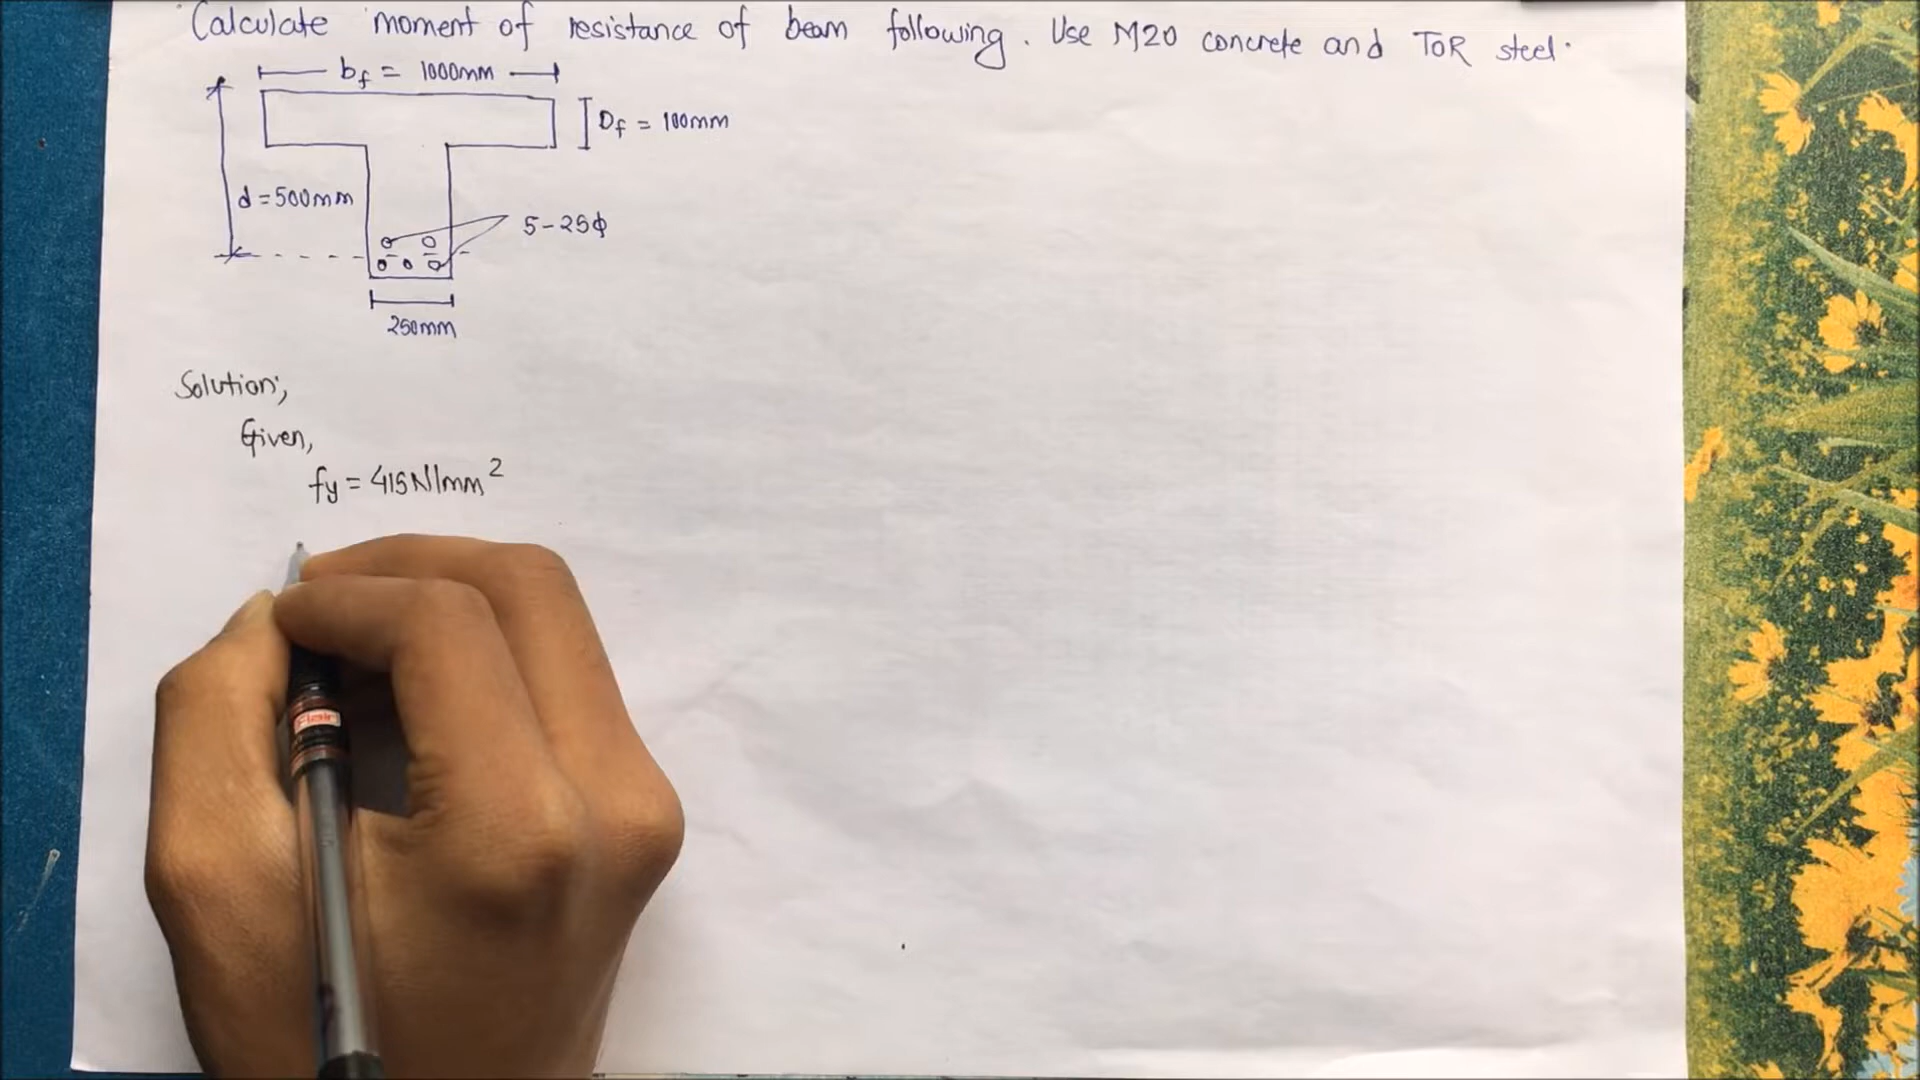 Calculate moment of resistance of beam following. Use M20 concrete and TOR steel.
bf = 1000mm
Df = 100mm
d = 500mm
5-25ϕ
250mm
Solution;
Given,
fy = 415N/mm²
Flair